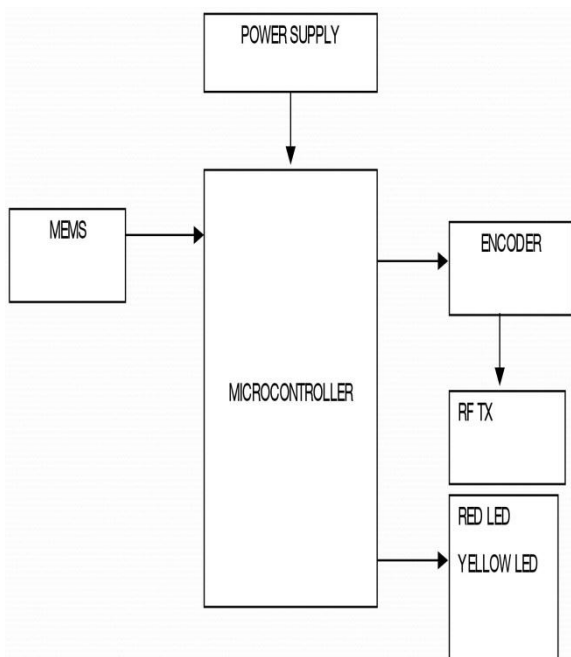 POWER SUPPLY
MEMS
ENCODER
MICROCONTROLLER
RF TX
RED LED
YELLOW LED